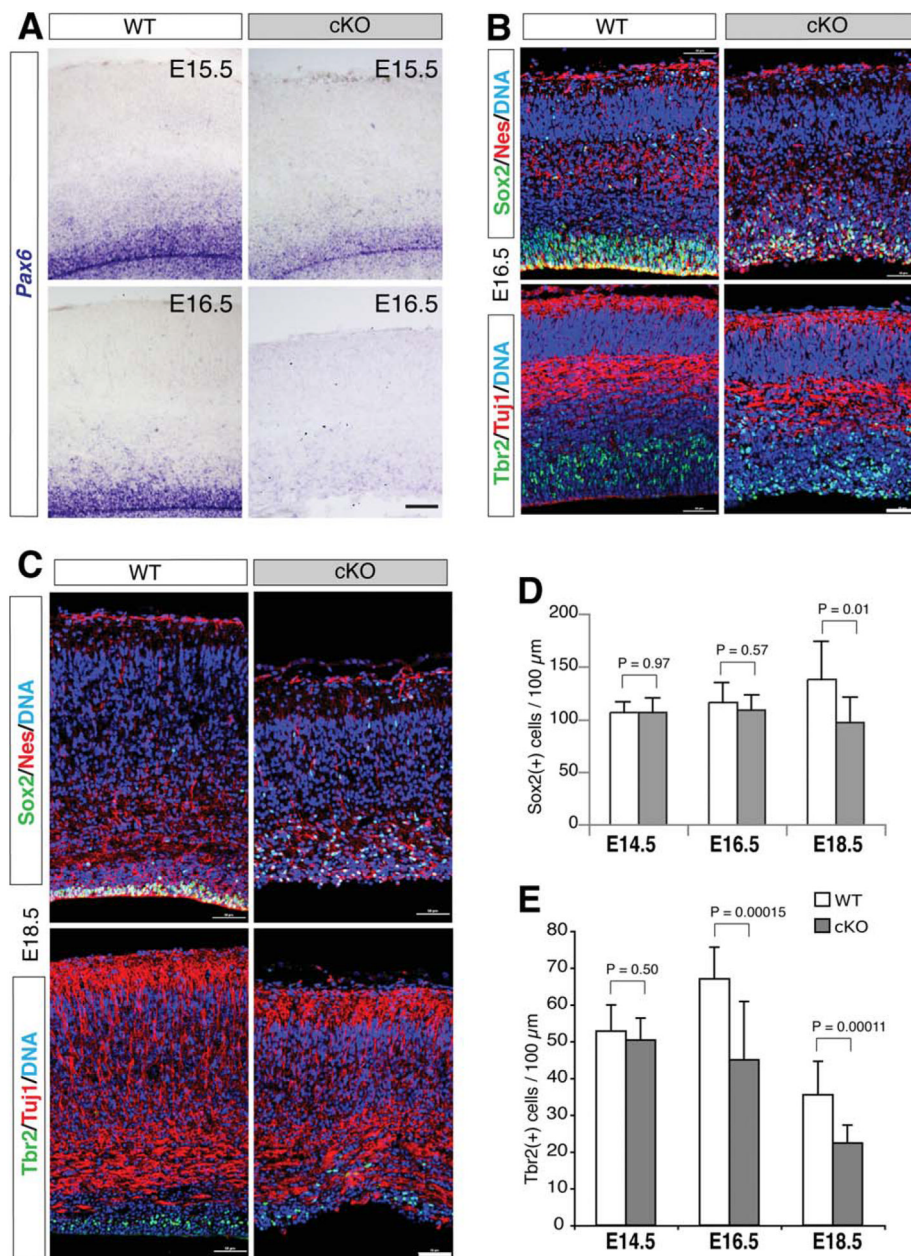 A
WT
cKO
E15.5
E15.5
Pax6
E16.5
E16.5
B
WT
cKO
Sox2/Nes/DNA
E16.5
Tbr2/Tuj1/DNA
C
WT
cKO
Sox2/Nes/DNA
E18.5
Tbr2/Tuj1/DNA
D
200
150
100
50
0
Sox2(+) cells / 100 µm
P = 0.97
P = 0.57
P = 0.01
E14.5
E16.5
E18.5
E
WT
cKO
80
70
60
50
40
30
20
10
0
Tbr2(+) cells / 100 µm
P = 0.50
P = 0.00015
P = 0.00011
E14.5
E16.5
E18.5